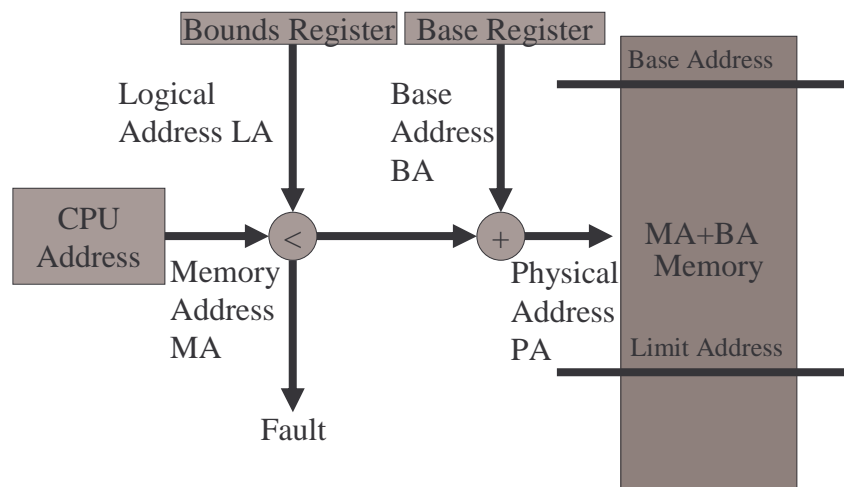 Bounds Register
Base Register
Base Address
Logical
Address LA
Base
Address
BA
CPU
Address
<
+
MA+BA
Memory
Memory
Address
MA
Physical
Address
PA
Limit Address
Fault